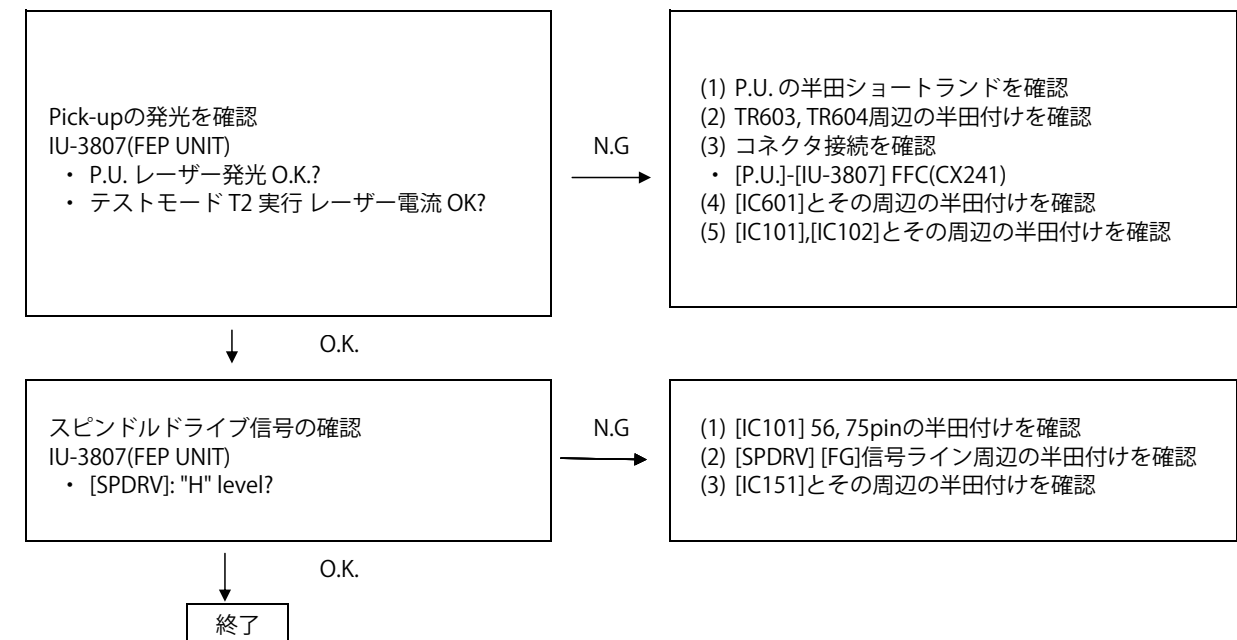 Pick-upの発光を確認
IU-3807(FEP UNIT)
・ P.U. レーザー発光 O.K.?
・ テストモード T2 実行 レーザー電流 OK?
N.G
(1) P.U. の半田ショートランドを確認
(2) TR603, TR604周辺の半田付けを確認
(3) コネクタ接続を確認
・ [P.U.]-[IU-3807] FFC(CX241)
(4) [IC601]とその周辺の半田付けを確認
(5) [IC101],[IC102]とその周辺の半田付けを確認
O.K.
スピンドルドライブ信号の確認
IU-3807(FEP UNIT)
・ [SPDRV]: "H" level?
N.G
(1) [IC101] 56, 75pinの半田付けを確認
(2) [SPDRV] [FG]信号ライン周辺の半田付けを確認
(3) [IC151]とその周辺の半田付けを確認
O.K.
終了